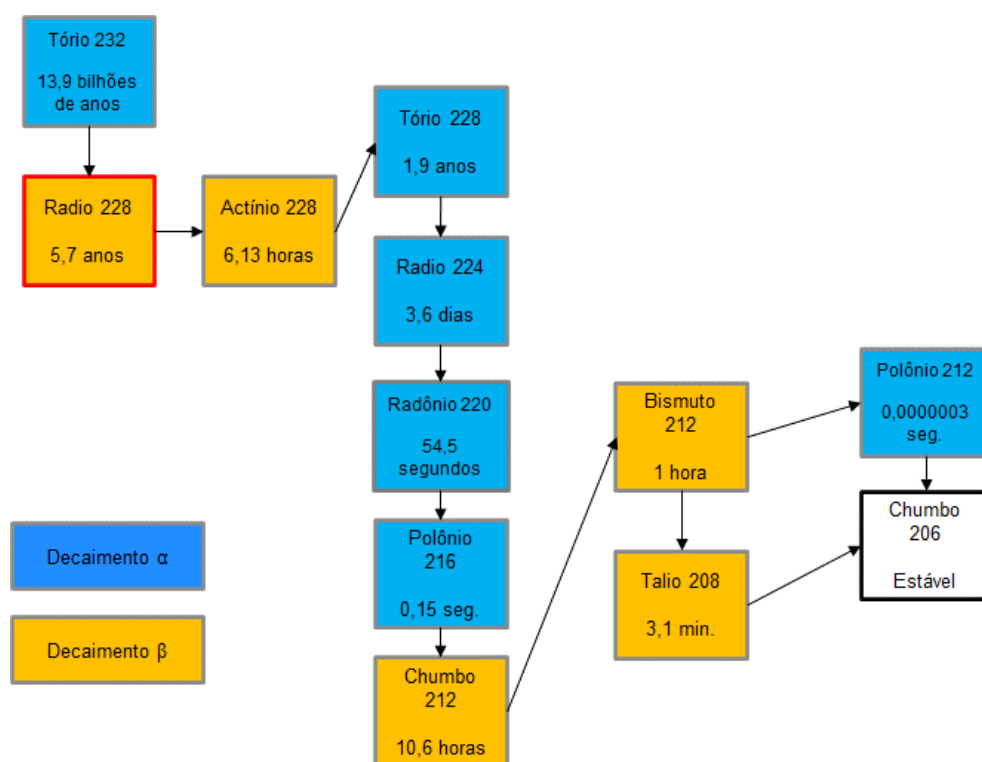 Tório 232
13,9 bilhões
de anos
Radio 228
5,7 anos
Actínio 228
6,13 horas
Tório 228
1,9 anos
Radio 224
3,6 dias
Radônio 220
54,5
segundos
Polônio
216
0,15 seg.
Chumbo
212
10,6 horas
Bismuto
212
1 hora
Talio 208
3,1 min.
Polônio 212
0,0000003
seg.
Chumbo
206
Estável
Decaimento α
Decaimento β